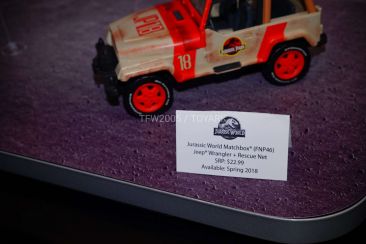 JP18
JURASSIC PARK
18
TFW2005 / TOYARK
JURASSIC WORLD
Jurassic World Matchbox® (FNP46)
Jeep® Wrangler + Rescue Net
SRP: $22.99
Available: Spring 2018